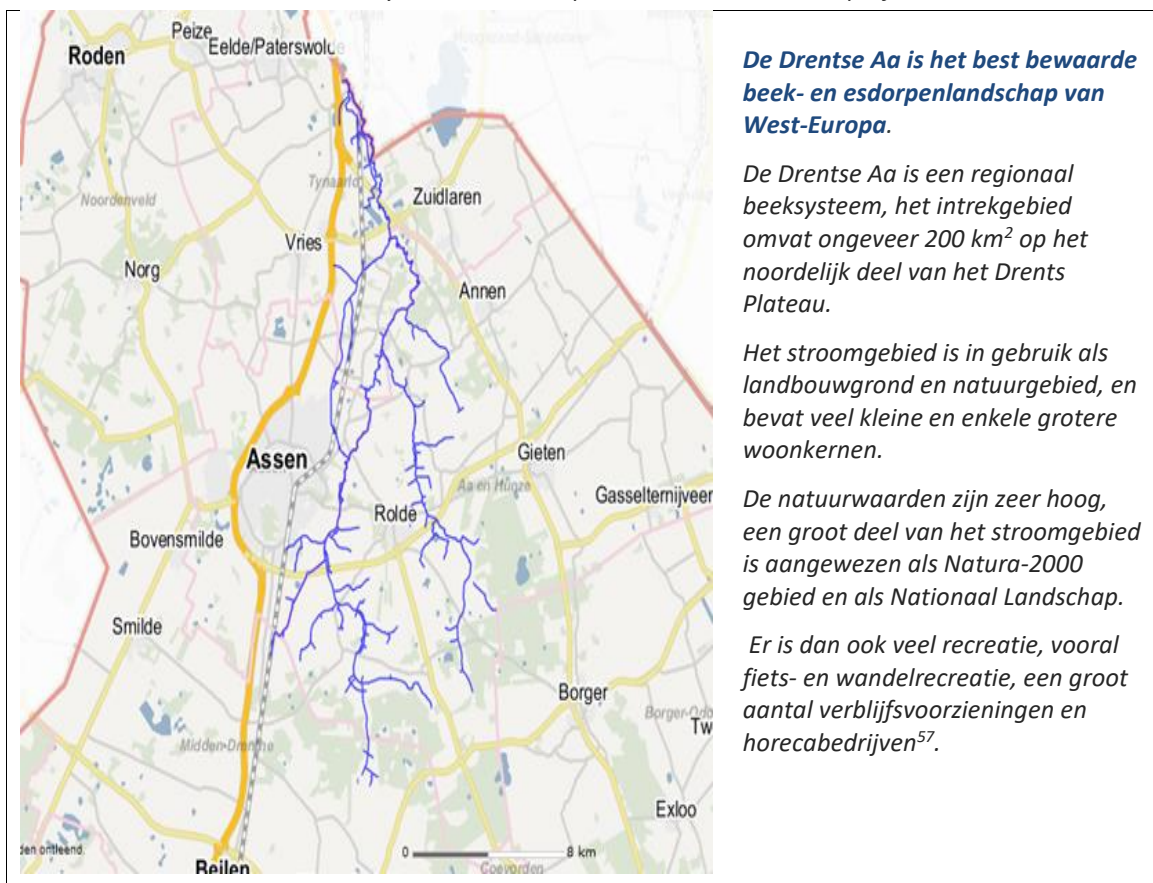 Peize
Roden
Eelde/Paterswolde
Tynaarlo
Zuidlaren
Noordenveld
Vries
Norg
Annen
Assen
Gieten
Aa en Hunze
Gasselternijveen
Rolde
Bovensmilde
Smilde
Borger
Borger-Odo
Tw
Midden-Drenthe
Exloo
den ontleend.
0 8 km
Coevorden
Beilen
De Drentse Aa is het best bewaarde
beek- en esdorpenlandschap van
West-Europa.
De Drentse Aa is een regionaal
beeksysteem, het intrekgebied
omvat ongeveer 200 km² op het
noordelijk deel van het Drents
Plateau.
Het stroomgebied is in gebruik als
landbouwgrond en natuurgebied, en
bevat veel kleine en enkele grotere
woonkernen.
De natuurwaarden zijn zeer hoog,
een groot deel van het stroomgebied
is aangewezen als Natura-2000
gebied en als Nationaal Landschap.
Er is dan ook veel recreatie, vooral
fiets- en wandelrecreatie, een groot
aantal verblijfsvoorzieningen en
horecabedrijven⁵⁷.